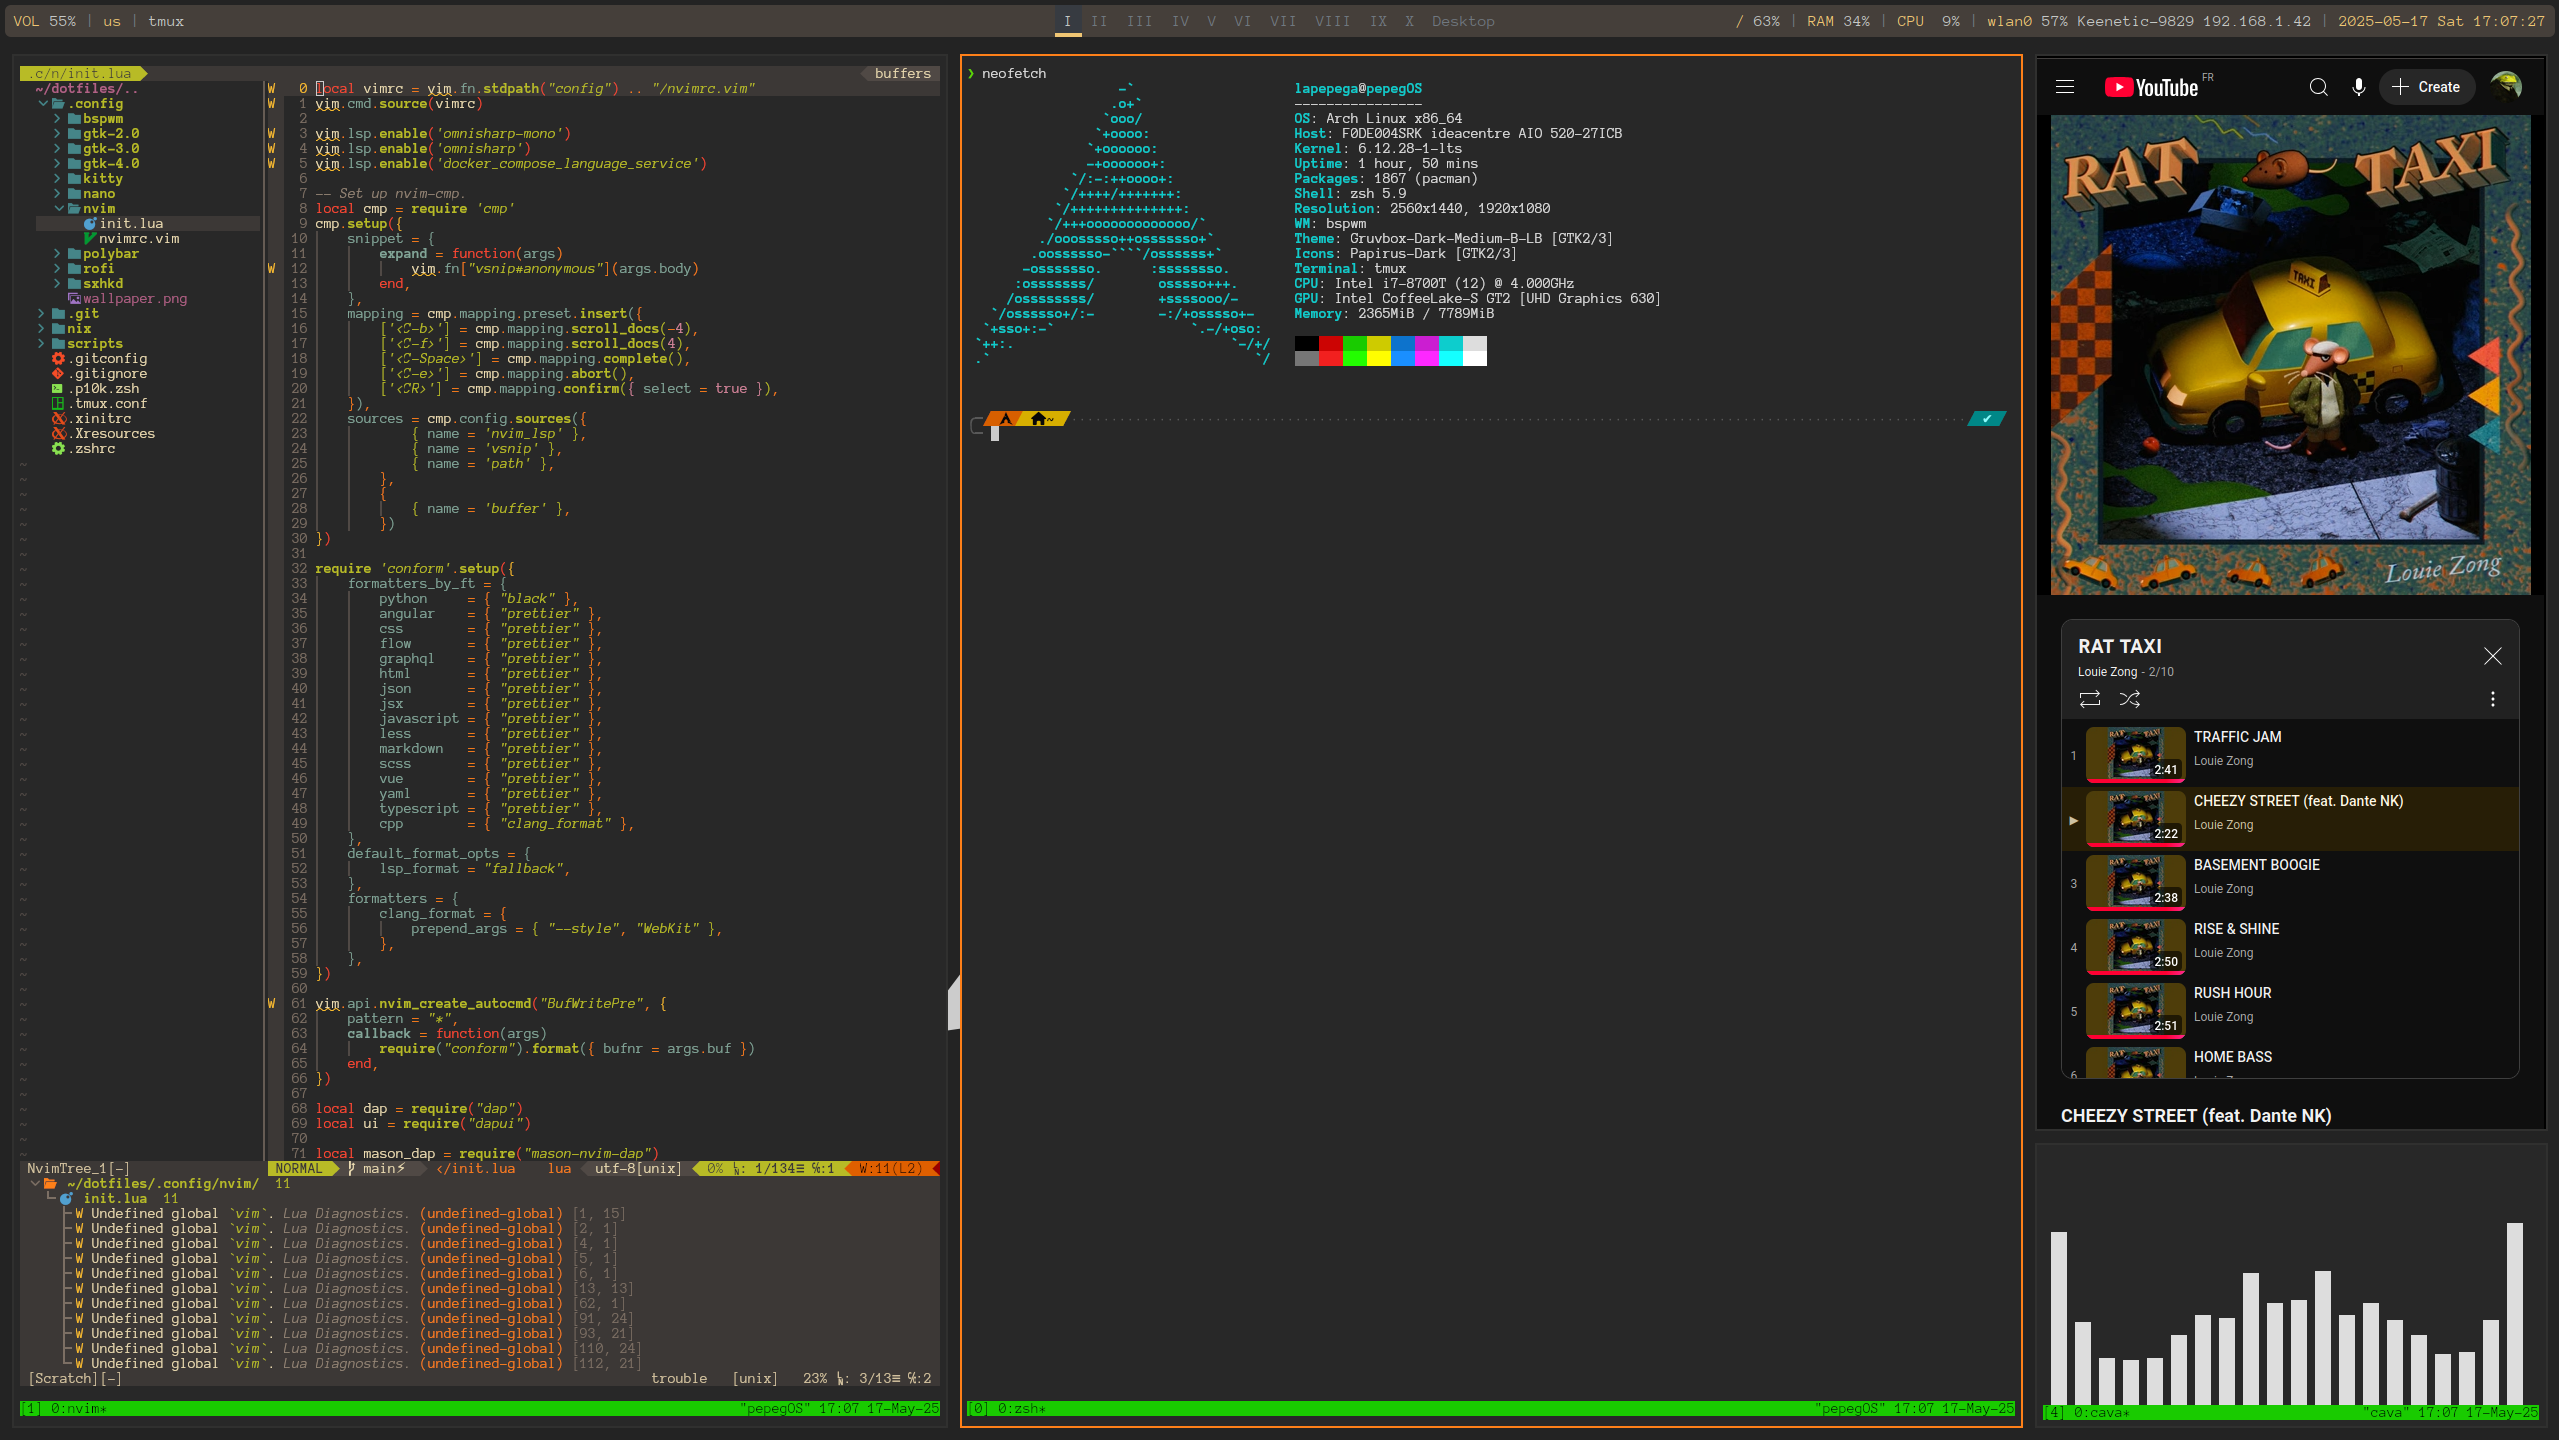 VOL 55% | us | tmux
I II III IV V VI VII VIII IX X Desktop
/ 63% | RAM 34% | CPU  9% | wlan0 57% Keenetic-9829 192.168.1.42 | 2025-05-17 Sat 17:07:27
.c/n/init.lua
buffers
~/dotfiles/..
.config
bspwm
gtk-2.0
gtk-3.0
gtk-4.0
kitty
nano
nvim
init.lua
nvimrc.vim
polybar
rofi
sxhkd
wallpaper.png
.git
nix
scripts
.gitconfig
.gitignore
.p10k.zsh
.tmux.conf
.xinitrc
.Xresources
.zshrc
W 0 local vimrc = vim.fn.stdpath("config") .. "/nvimrc.vim"
W 1 vim.cmd.source(vimrc)
2
W 3 vim.lsp.enable('omnisharp-mono')
W 4 vim.lsp.enable('omnisharp')
W 5 vim.lsp.enable('docker_compose_language_service')
6
7 -- Set up nvim-cmp.
8 local cmp = require 'cmp'
9 cmp.setup({
10 snippet = {
11 expand = function(args)
W 12 vim.fn["vsnip#anonymous"](args.body)
13 end,
14 },
15 mapping = cmp.mapping.preset.insert({
16 ['<C-b>'] = cmp.mapping.scroll_docs(-4),
17 ['<C-f>'] = cmp.mapping.scroll_docs(4),
18 ['<C-Space>'] = cmp.mapping.complete(),
19 ['<C-e>'] = cmp.mapping.abort(),
20 ['<CR>'] = cmp.mapping.confirm({ select = true }),
21 }),
22 sources = cmp.config.sources({
23 { name = 'nvim_lsp' },
24 { name = 'vsnip' },
25 { name = 'path' },
26 },
27 {
28 { name = 'buffer' },
29 })
30 })
31
32 require 'conform'.setup({
33 formatters_by_ft = {
34 python = { "black" },
35 angular = { "prettier" },
36 css = { "prettier" },
37 flow = { "prettier" },
38 graphql = { "prettier" },
39 html = { "prettier" },
40 json = { "prettier" },
41 jsx = { "prettier" },
42 javascript = { "prettier" },
43 less = { "prettier" },
44 markdown = { "prettier" },
45 scss = { "prettier" },
46 vue = { "prettier" },
47 yaml = { "prettier" },
48 typescript = { "prettier" },
49 cpp = { "clang_format" },
50 },
51 default_format_opts = {
52 lsp_format = "fallback",
53 },
54 formatters = {
55 clang_format = {
56 prepend_args = { "--style", "WebKit" },
57 },
58 },
59 })
60
W 61 vim.api.nvim_create_autocmd("BufWritePre", {
62 pattern = "*",
63 callback = function(args)
64 require("conform").format({ bufnr = args.buf })
65 end,
66 })
67
68 local dap = require("dap")
69 local ui = require("dapui")
70
71 local mason_dap = require("mason-nvim-dap")
NvimTree_1[-]
NORMAL main⚡ </init.lua lua utf-8[unix] 0% ㏑: 1/134≡ ℅:1 W:11(L2)
~/dotfiles/.config/nvim/ 11
init.lua 11
W Undefined global `vim`. Lua Diagnostics. (undefined-global) [1, 15]
W Undefined global `vim`. Lua Diagnostics. (undefined-global) [2, 1]
W Undefined global `vim`. Lua Diagnostics. (undefined-global) [4, 1]
W Undefined global `vim`. Lua Diagnostics. (undefined-global) [5, 1]
W Undefined global `vim`. Lua Diagnostics. (undefined-global) [6, 1]
W Undefined global `vim`. Lua Diagnostics. (undefined-global) [13, 13]
W Undefined global `vim`. Lua Diagnostics. (undefined-global) [62, 1]
W Undefined global `vim`. Lua Diagnostics. (undefined-global) [91, 24]
W Undefined global `vim`. Lua Diagnostics. (undefined-global) [93, 21]
W Undefined global `vim`. Lua Diagnostics. (undefined-global) [110, 24]
W Undefined global `vim`. Lua Diagnostics. (undefined-global) [112, 21]
[Scratch][-] trouble [unix] 23% ㏑: 3/13≡ ℅:2
[1] 0:nvim* "pepegOS" 17:07 17-May-25
❯ neofetch
-`
.o+`
`ooo/
`+oooo:
`+oooooo:
-+oooooo+:
`/:-:++oooo+:
`/++++/+++++++:
`/++++++++++++++:
`/+++ooooooooooooo/`
./ooosssso++osssssso+`
.oossssso-````/ossssss+`
-osssssso.      :ssssssso.
:osssssss/        osssso+++.
/ossssssss/        +ssssooo/-
`/ossssso+/:-        -:/+osssso+-
`+sso+:-`                 `.-/+oso:
`++:.                           `-/+/
.`                                 `/
lapepega@pepegOS
----------------
OS: Arch Linux x86_64
Host: F0DE004SRK ideacentre AIO 520-27ICB
Kernel: 6.12.28-1-lts
Uptime: 1 hour, 50 mins
Packages: 1867 (pacman)
Shell: zsh 5.9
Resolution: 2560x1440, 1920x1080
WM: bspwm
Theme: Gruvbox-Dark-Medium-B-LB [GTK2/3]
Icons: Papirus-Dark [GTK2/3]
Terminal: tmux
CPU: Intel i7-8700T (12) @ 4.000GHz
GPU: Intel CoffeeLake-S GT2 [UHD Graphics 630]
Memory: 2365MiB / 7789MiB
~ ✔
[0] 0:zsh* "pepegOS" 17:07 17-May-25
YouTube FR
Create
RAT TAXI
TAXI
Louie Zong
RAT TAXI
Louie Zong - 2/10
1 TRAFFIC JAM
Louie Zong
2:41
▶ CHEEZY STREET (feat. Dante NK)
Louie Zong
2:22
3 BASEMENT BOOGIE
Louie Zong
2:38
4 RISE & SHINE
Louie Zong
2:50
5 RUSH HOUR
Louie Zong
2:51
6 HOME BASS
CHEEZY STREET (feat. Dante NK)
[4] 0:cava* "cava" 17:07 17-May-25